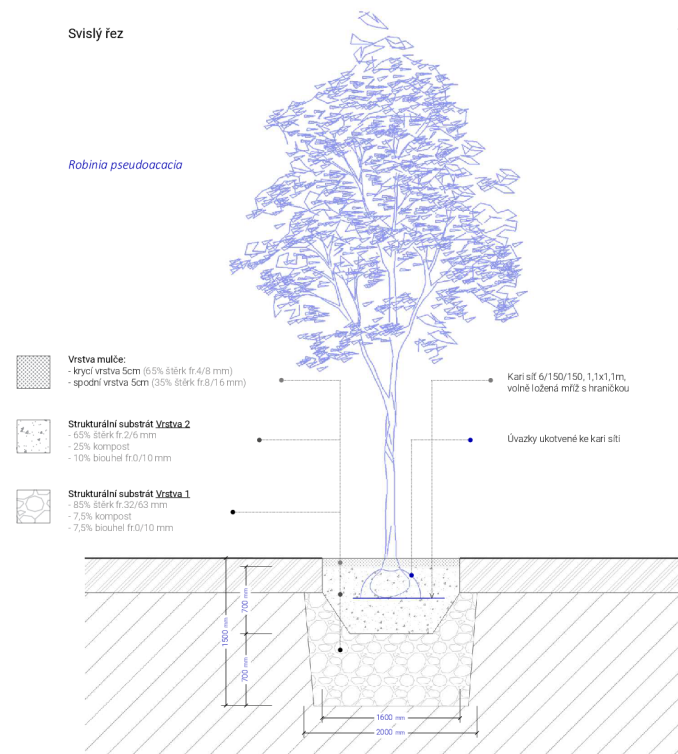 Svislý řez
Robinia pseudoacacia
Vrstva mulče:
- krycí vrstva 5cm (65% štěrk fr.4/8 mm)
- spodní vrstva 5cm (35% štěrk fr.8/16 mm)
Strukturální substrát Vrstva 2
- 65% štěrk fr.2/6 mm
- 25% kompost
- 10% biouhel fr.0/10 mm
Strukturální substrát Vrstva 1
- 85% štěrk fr.32/63 mm
- 7,5% kompost
- 7,5% biouhel fr.0/10 mm
Kari síť 6/150/150, 1,1x1,1m,
volně ložená mříž s hraničkou
Úvazky ukotvené ke kari síti
1500 mm
700 mm
700 mm
1600 mm
2000 mm